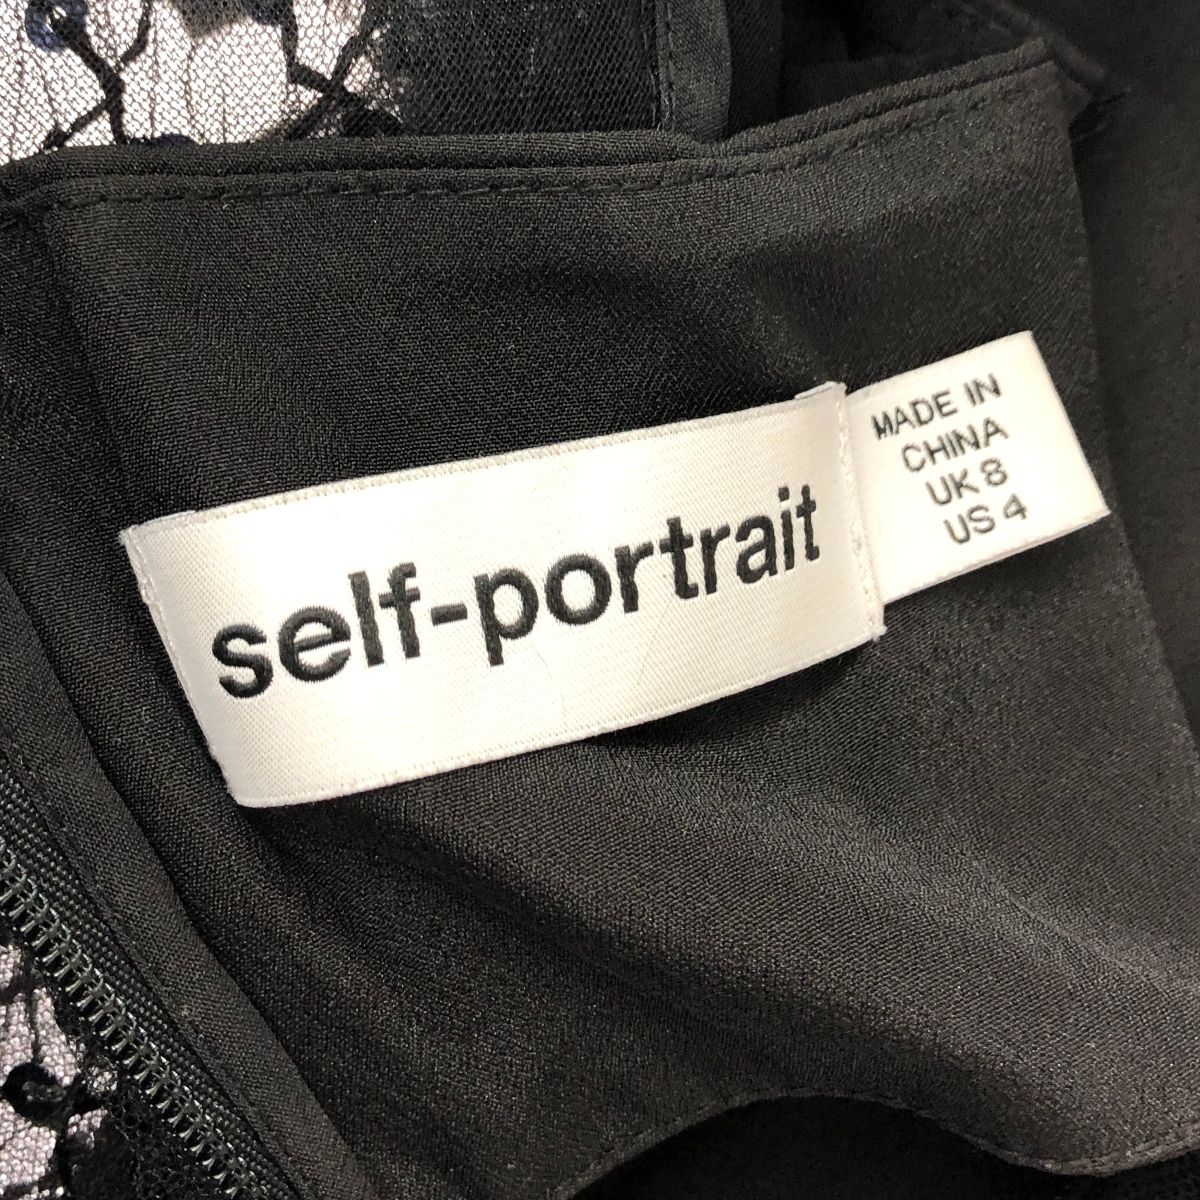 self-portrait
MADE IN
CHINA
UK 8
US 4